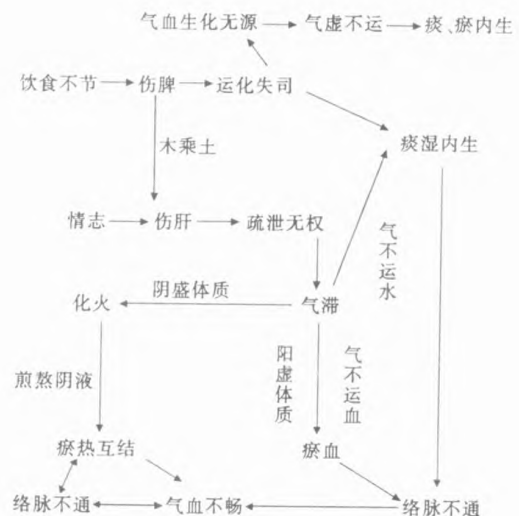 气血生化无源 气虚不运 痰、瘀内生
饮食不节 伤脾 运化失司
木乘土
痰湿内生
情志 伤肝 疏泄无权
气不运水
化火 阴盛体质 气滞
煎熬阴液
阳虚体质
气不运血
瘀热互结 瘀血
络脉不通 气血不畅 络脉不通